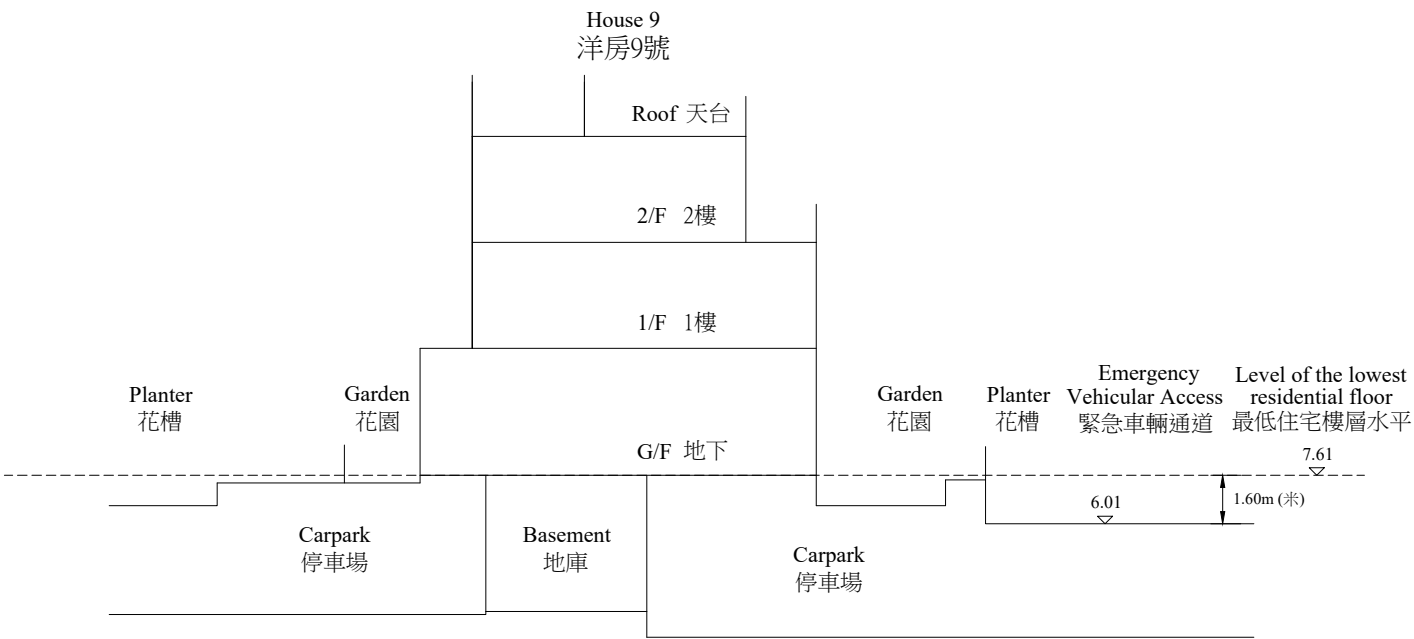 House 9
洋房9號
Roof 天台
2/F 2樓
1/F 1樓
Planter
花槽
Garden
花園
G/F 地下
Garden
花園
Planter
花槽
Emergency
Vehicular Access
緊急車輛通道
Level of the lowest
residential floor
最低住宅樓層水平
7.61
6.01
1.60m (米)
Carpark
停車場
Basement
地庫
Carpark
停車場